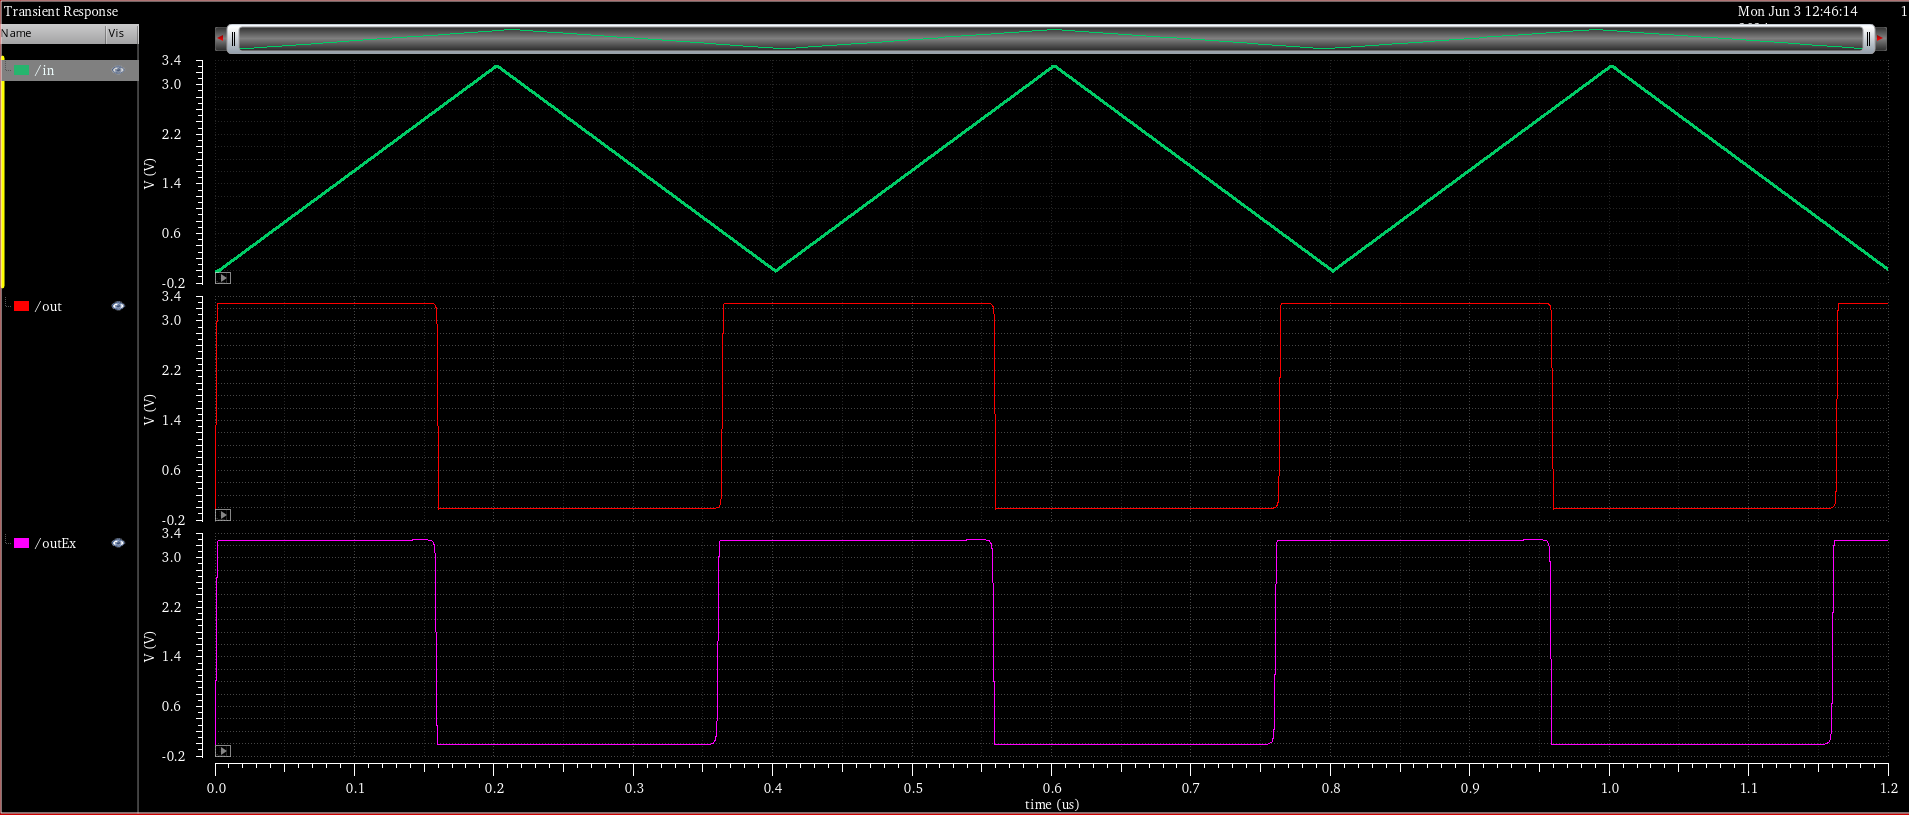 Transient Response
Mon Jun 3 12:46:14 1
Name Vis
/in
3.4
3.0
2.2
1.4
0.6
-0.2
V (V)
/out
3.4
3.0
2.2
1.4
0.6
-0.2
V (V)
/outEx
3.4
3.0
2.2
1.4
0.6
-0.2
V (V)
0.0 0.1 0.2 0.3 0.4 0.5 0.6 0.7 0.8 0.9 1.0 1.1 1.2
time (us)